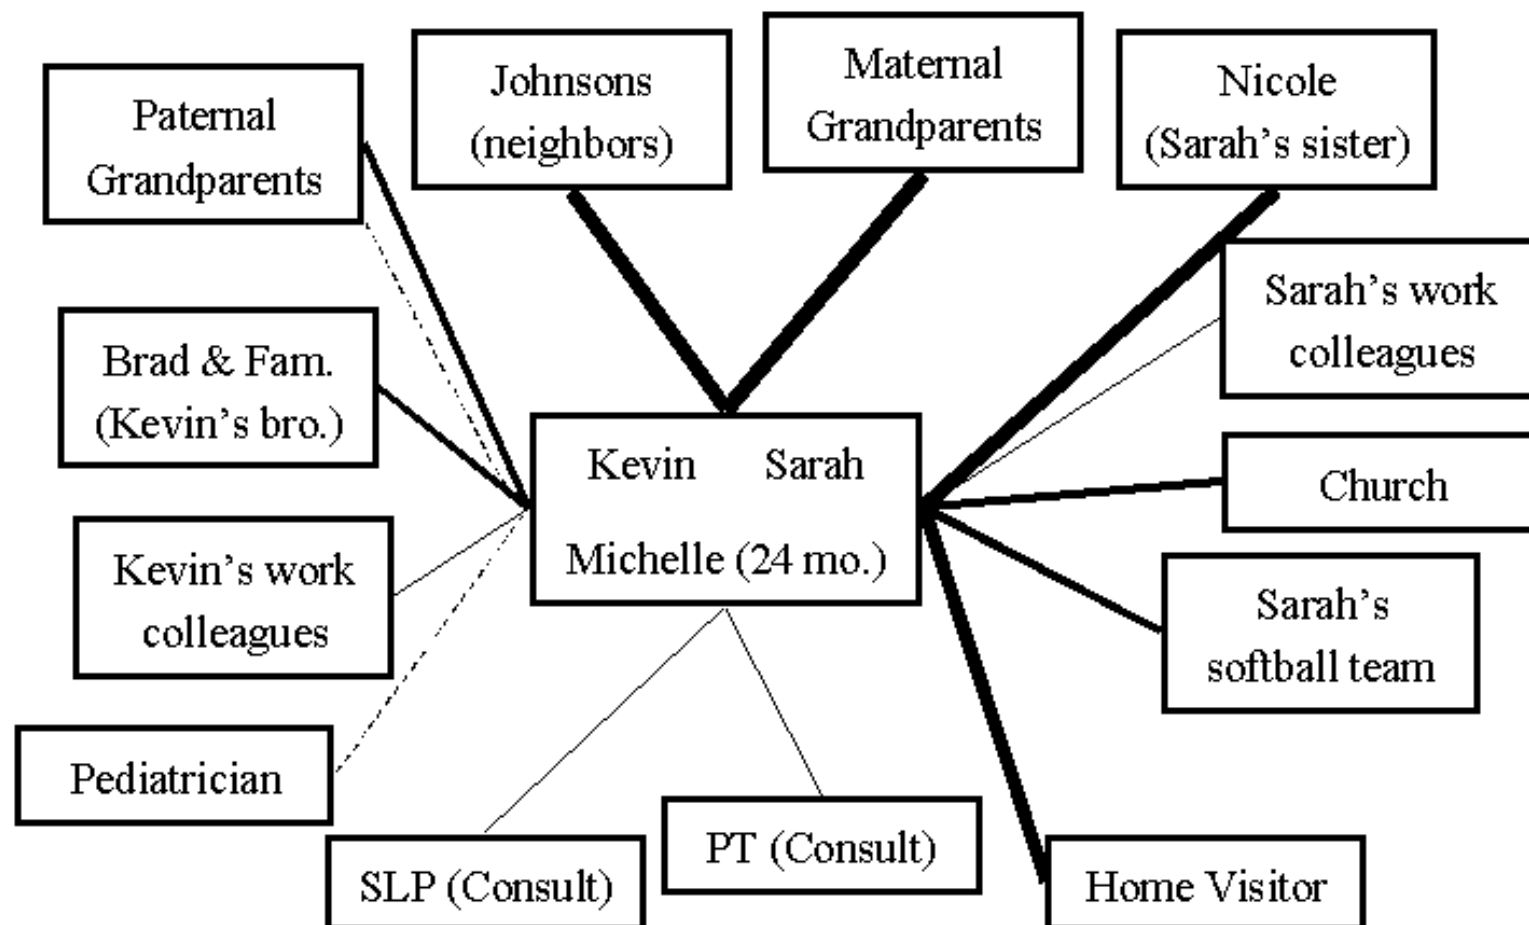 Paternal
Grandparents
Johnsons
(neighbors)
Maternal
Grandparents
Nicole
(Sarah's sister)
Brad & Fam.
(Kevin's bro.)
Sarah's work
colleagues
Kevin Sarah
Michelle (24 mo.)
Church
Kevin's work
colleagues
Sarah's
softball team
Pediatrician
SLP (Consult)
PT (Consult)
Home Visitor